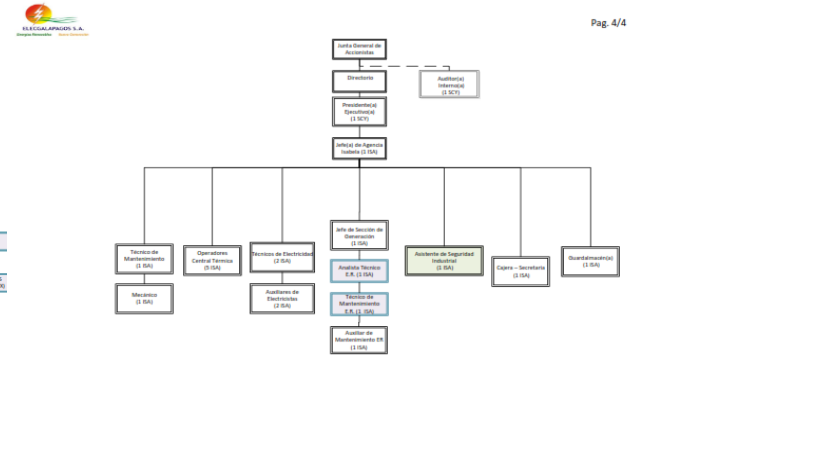 ELECGALAPAGOS S.A.
Pag. 4/4
Junta General de
Accionistas
Directorio
Auditor(a)
Interno(a)
(1 SCY)
Presidente(a)
Ejecutivo(a)
(1 SCY)
Jefe(a) de Agencia
Isabela (1 ISA)
Técnico de
Mantenimiento
(1 ISA)
Mecánico
(1 ISA)
Operadores
Central Térmica
(5 ISA)
Técnicos de Electricidad
(2 ISA)
Auxiliares de
Electricistas
(2 ISA)
Jefe de Sección de
Generación
(1 ISA)
Analista Técnico
E.R. (1 ISA)
Técnico de
Mantenimiento
E.R. (1 ISA)
Auxiliar de
Mantenimiento ER
(1 ISA)
Asistente de Seguridad
Industrial
(1 ISA)
Cajera – Secretaria
(1 ISA)
Guardalmacén(a)
(1 ISA)